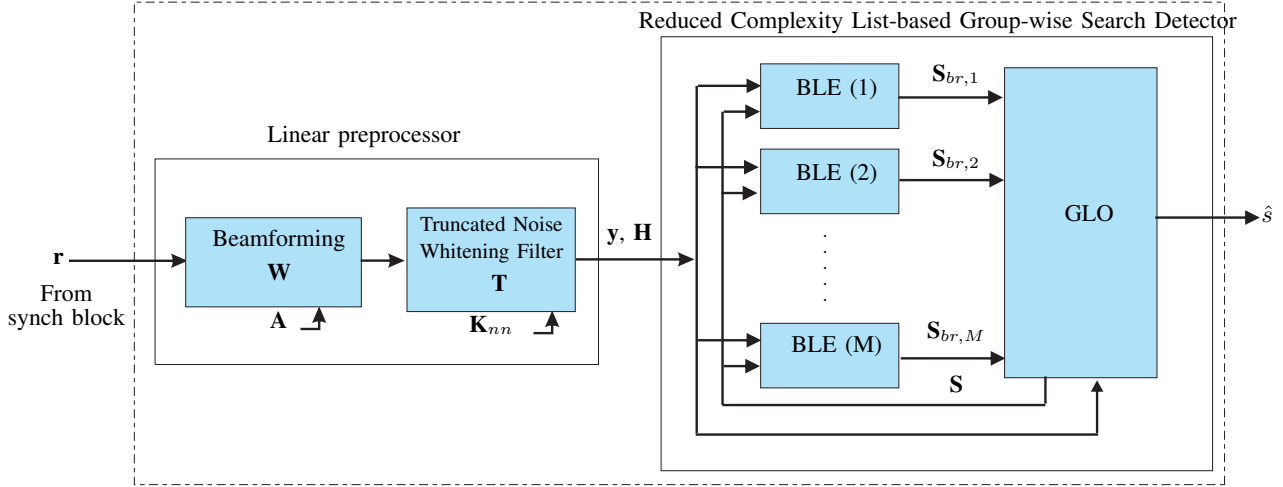 Reduced Complexity List-based Group-wise Search Detector
Linear preprocessor
r
From
synch block
Beamforming
W
A
Truncated Noise
Whitening Filter
T
K_{nn}
y, H
BLE (1)
S_{br,1}
BLE (2)
S_{br,2}
BLE (M)
S_{br,M}
S
GLO
ŝ